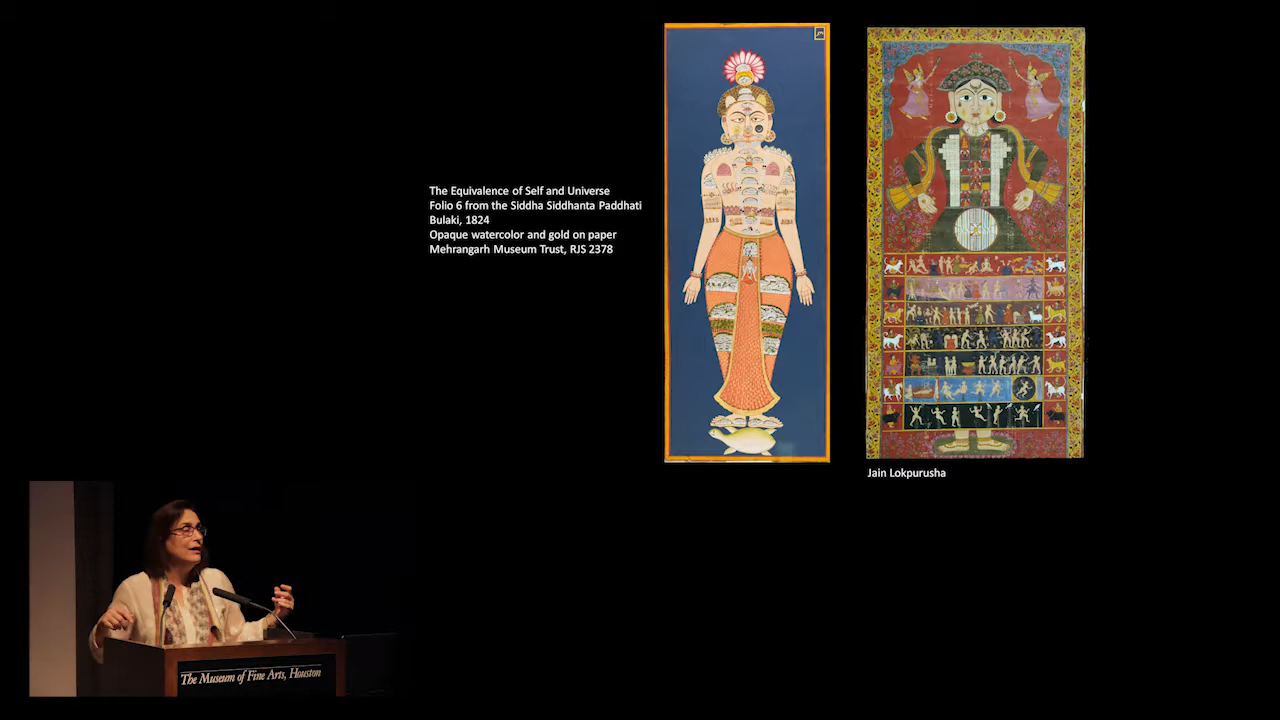 The Equivalence of Self and Universe
Folio 6 from the Siddha Siddhanta Paddhati
Bulaki, 1824
Opaque watercolor and gold on paper
Mehrangarh Museum Trust, RJS 2378
Jain Lokpurusha
The Museum of Fine Arts, Houston